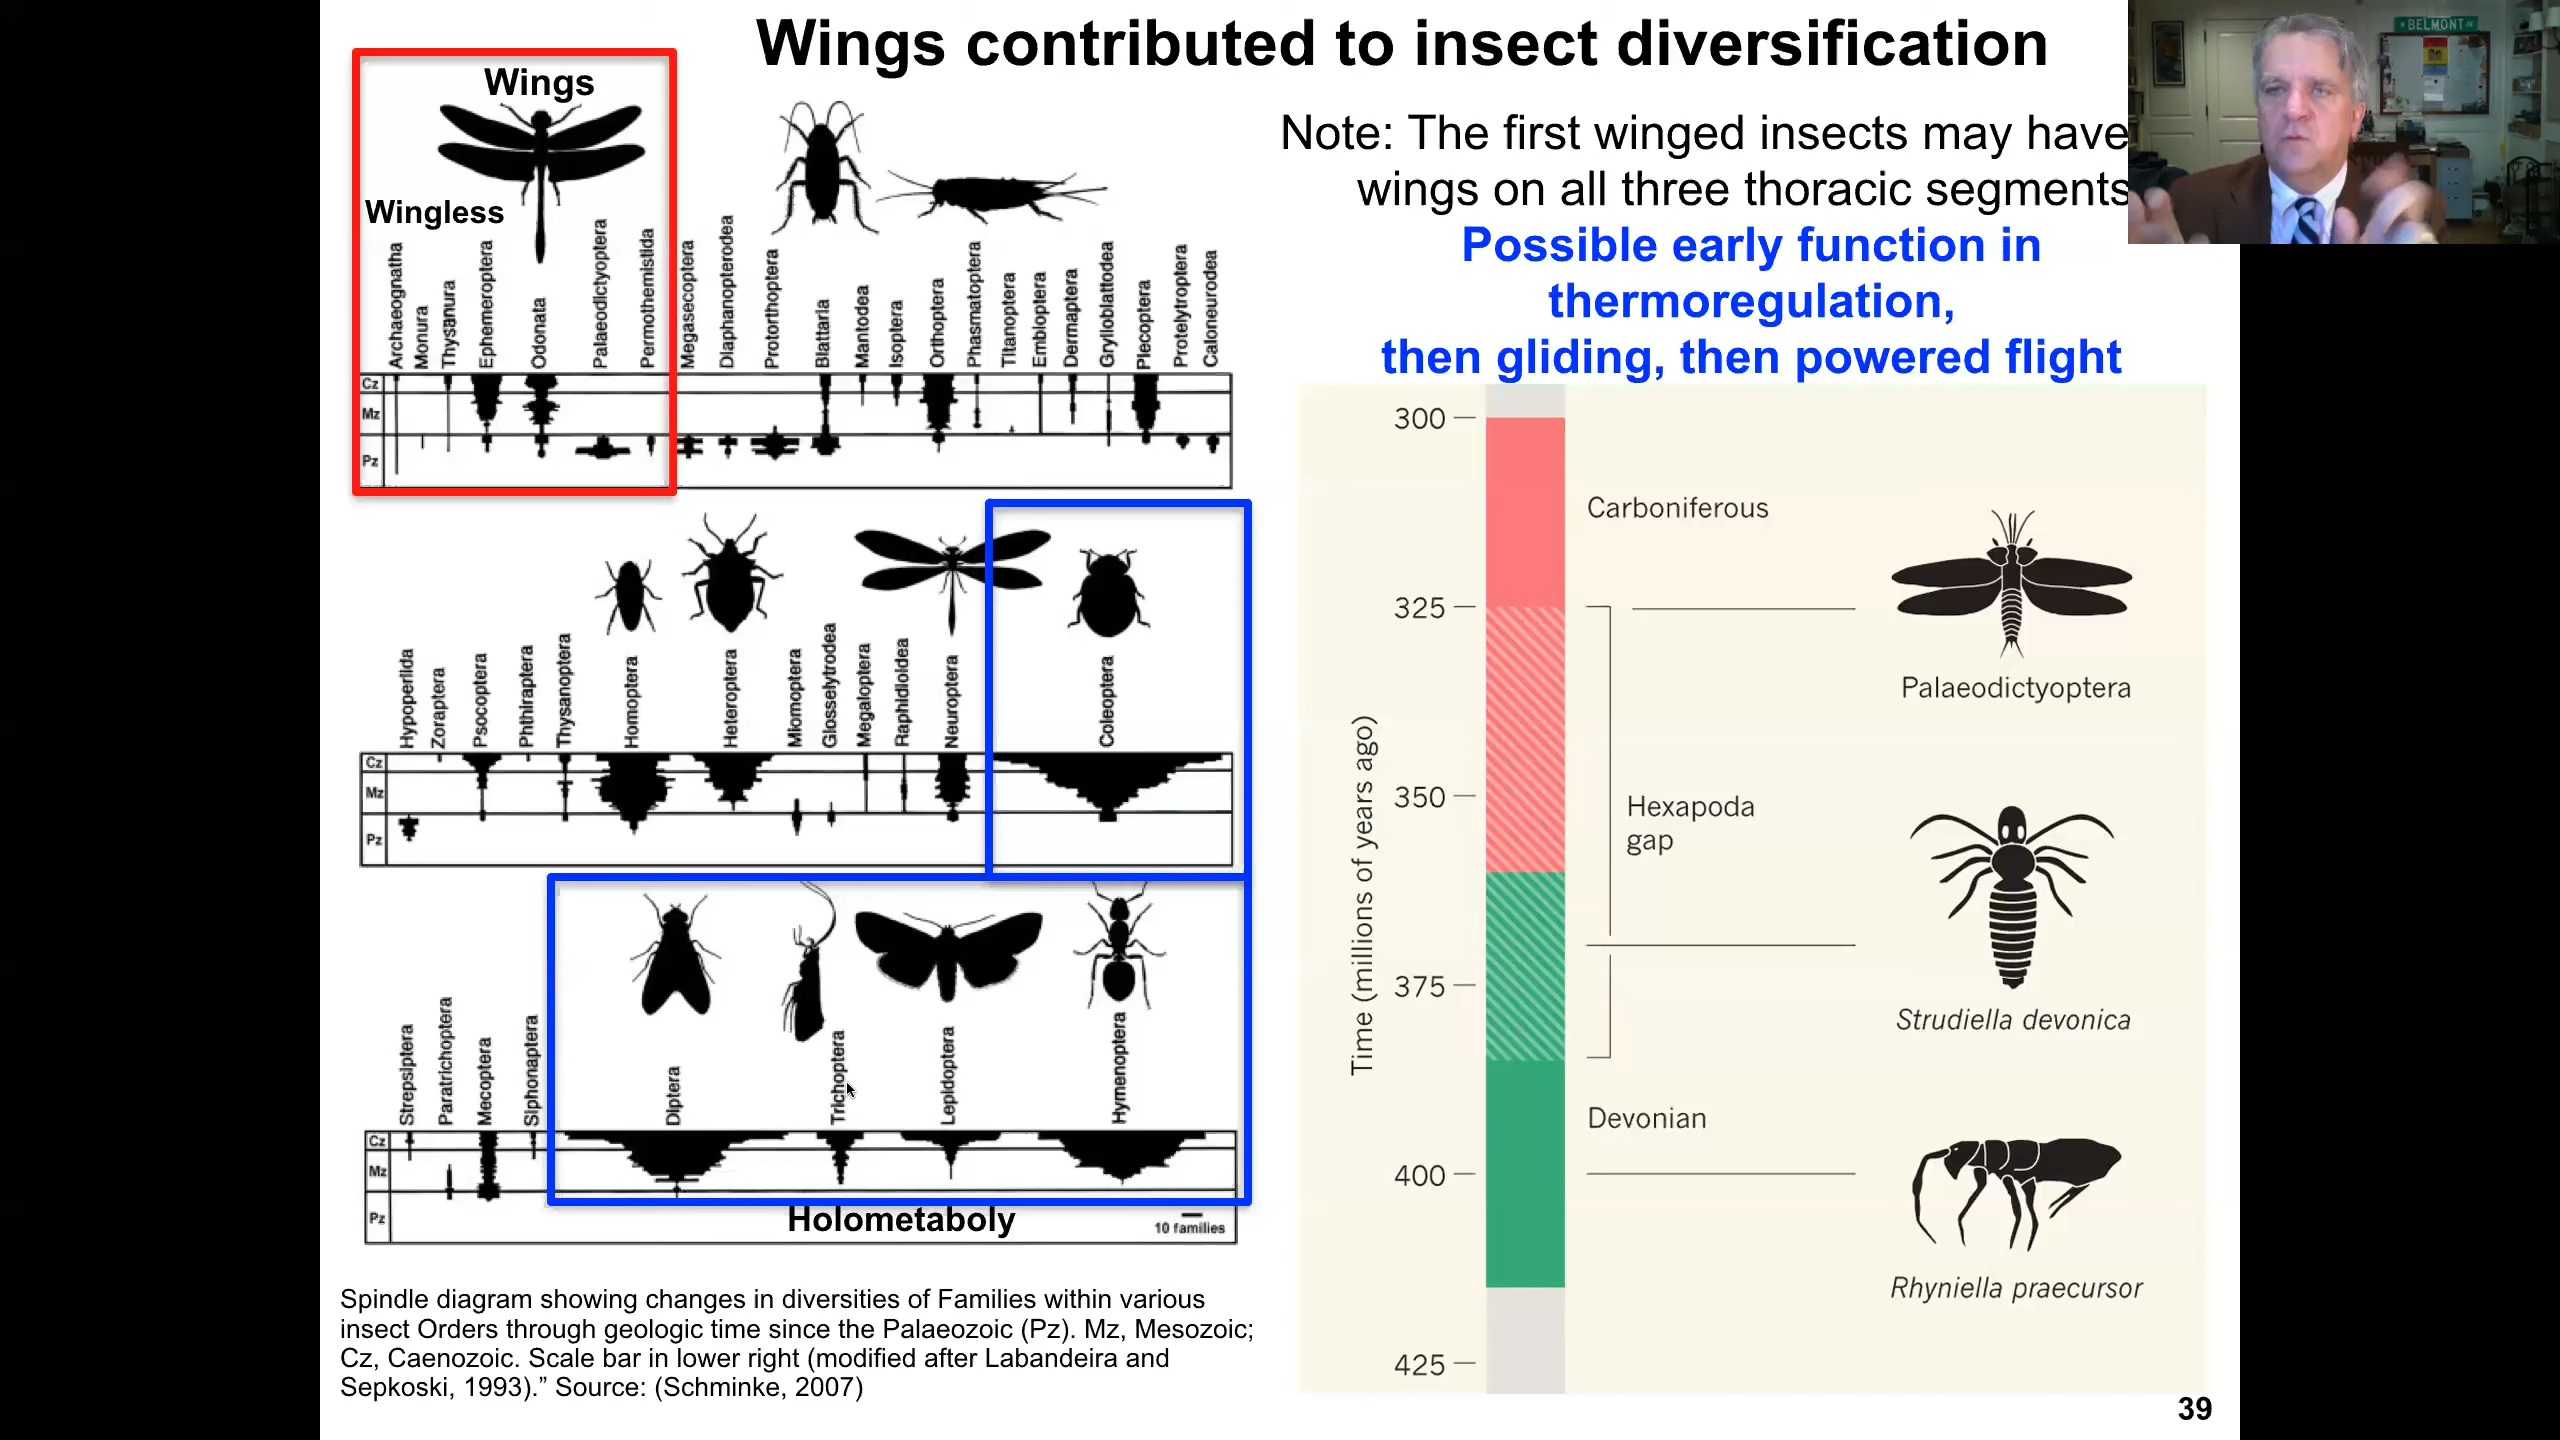 Wings contributed to insect diversification
BELMONT AV
Note: The first winged insects may have
wings on all three thoracic segments
Possible early function in
thermoregulation,
then gliding, then powered flight
Wings
Wingless
Archaeognatha
Monura
Thysanura
Ephemeroptera
Odonata
Palaeodictyoptera
Permothemistida
Megasecoptera
Diaphanopterodea
Protorthoptera
Blattaria
Mantodea
Isoptera
Orthoptera
Phasmatoptera
Titanoptera
Embioptera
Dermaptera
Grylloblattodea
Plecoptera
Protelytroptera
Caloneurodea
Cz
Mz
Pz
Hypoperlida
Zoraptera
Psocoptera
Phthiraptera
Thysanoptera
Homoptera
Heteroptera
Miomoptera
Glosselytrodea
Megaloptera
Raphidioidea
Neuroptera
Coleoptera
Cz
Mz
Pz
Strepsiptera
Paratrichoptera
Mecoptera
Siphonaptera
Diptera
Trichoptera
Lepidoptera
Hymenoptera
Cz
Mz
Pz
Holometaboly
10 families
Spindle diagram showing changes in diversities of Families within various
insect Orders through geologic time since the Palaeozoic (Pz). Mz, Mesozoic;
Cz, Caenozoic. Scale bar in lower right (modified after Labandeira and
Sepkoski, 1993).” Source: (Schminke, 2007)
Time (millions of years ago)
300
325
350
375
400
425
Carboniferous
Hexapoda
gap
Devonian
Palaeodictyoptera
Strudiella devonica
Rhyniella praecursor
39